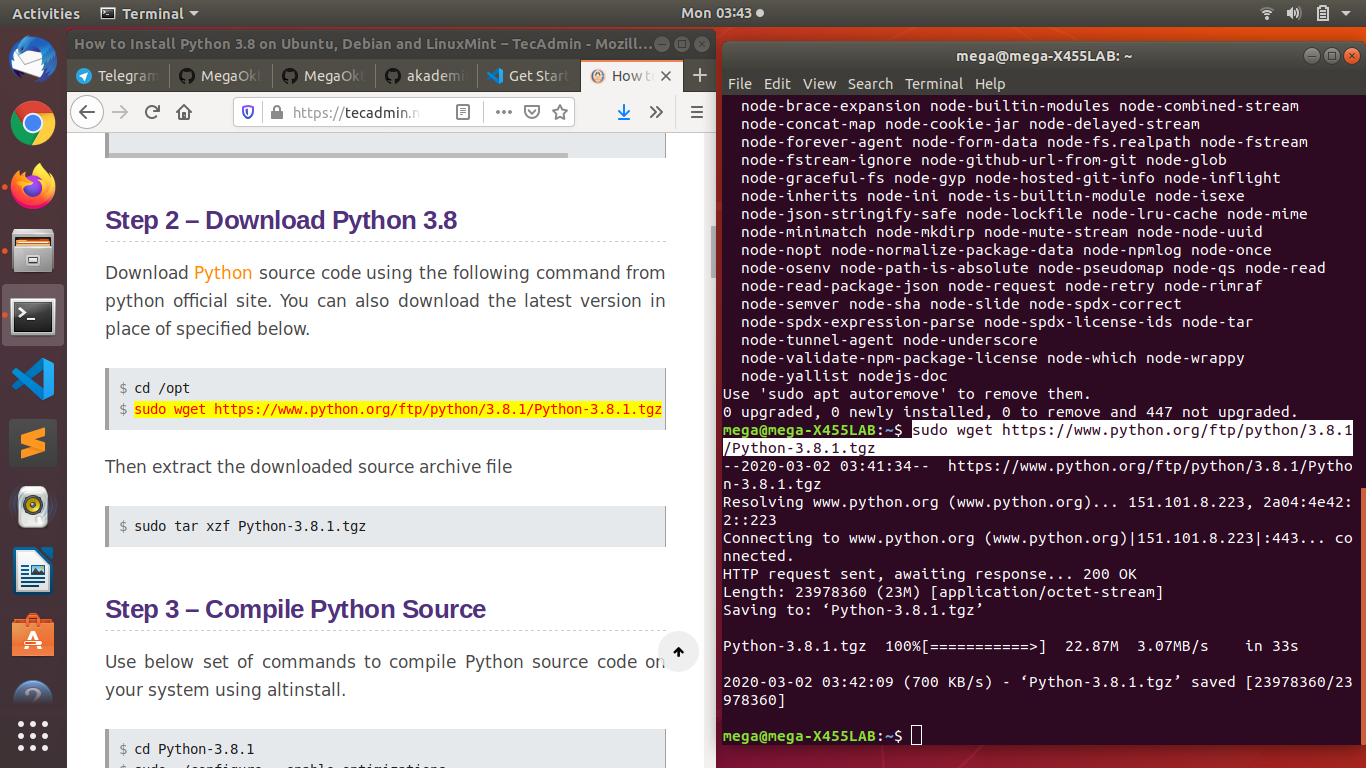 Activities
Terminal
Mon 03:43
How to Install Python 3.8 on Ubuntu, Debian and LinuxMint – TecAdmin - Mozill...
Telegram
MegaOk
MegaOk
akademi
Get Start
How to
https://tecadmin.n
Step 2 – Download Python 3.8
Download Python source code using the following command from
python official site. You can also download the latest version in
place of specified below.
$ cd /opt
$ sudo wget https://www.python.org/ftp/python/3.8.1/Python-3.8.1.tgz
Then extract the downloaded source archive file
$ sudo tar xzf Python-3.8.1.tgz
Step 3 – Compile Python Source
Use below set of commands to compile Python source code on
your system using altinstall.
$ cd Python-3.8.1
mega@mega-X455LAB: ~
File Edit View Search Terminal Help
node-brace-expansion node-builtin-modules node-combined-stream
node-concat-map node-cookie-jar node-delayed-stream
node-forever-agent node-form-data node-fs.realpath node-fstream
node-fstream-ignore node-github-url-from-git node-glob
node-graceful-fs node-gyp node-hosted-git-info node-inflight
node-inherits node-ini node-is-builtin-module node-isexe
node-json-stringify-safe node-lockfile node-lru-cache node-mime
node-minimatch node-mkdirp node-mute-stream node-node-uuid
node-nopt node-normalize-package-data node-npmlog node-once
node-osenv node-path-is-absolute node-pseudomap node-qs node-read
node-read-package-json node-request node-retry node-rimraf
node-semver node-sha node-slide node-spdx-correct
node-spdx-expression-parse node-spdx-license-ids node-tar
node-tunnel-agent node-underscore
node-validate-npm-package-license node-which node-wrappy
node-yallist nodejs-doc
Use 'sudo apt autoremove' to remove them.
0 upgraded, 0 newly installed, 0 to remove and 447 not upgraded.
mega@mega-X455LAB:~$ sudo wget https://www.python.org/ftp/python/3.8.1
/Python-3.8.1.tgz
--2020-03-02 03:41:34--  https://www.python.org/ftp/python/3.8.1/Pytho
n-3.8.1.tgz
Resolving www.python.org (www.python.org)... 151.101.8.223, 2a04:4e42:
2::223
Connecting to www.python.org (www.python.org)|151.101.8.223|:443... co
nnected.
HTTP request sent, awaiting response... 200 OK
Length: 23978360 (23M) [application/octet-stream]
Saving to: ‘Python-3.8.1.tgz’
Python-3.8.1.tgz  100%[===========>]  22.87M  3.07MB/s    in 33s
2020-03-02 03:42:09 (700 KB/s) - ‘Python-3.8.1.tgz’ saved [23978360/23
978360]
mega@mega-X455LAB:~$